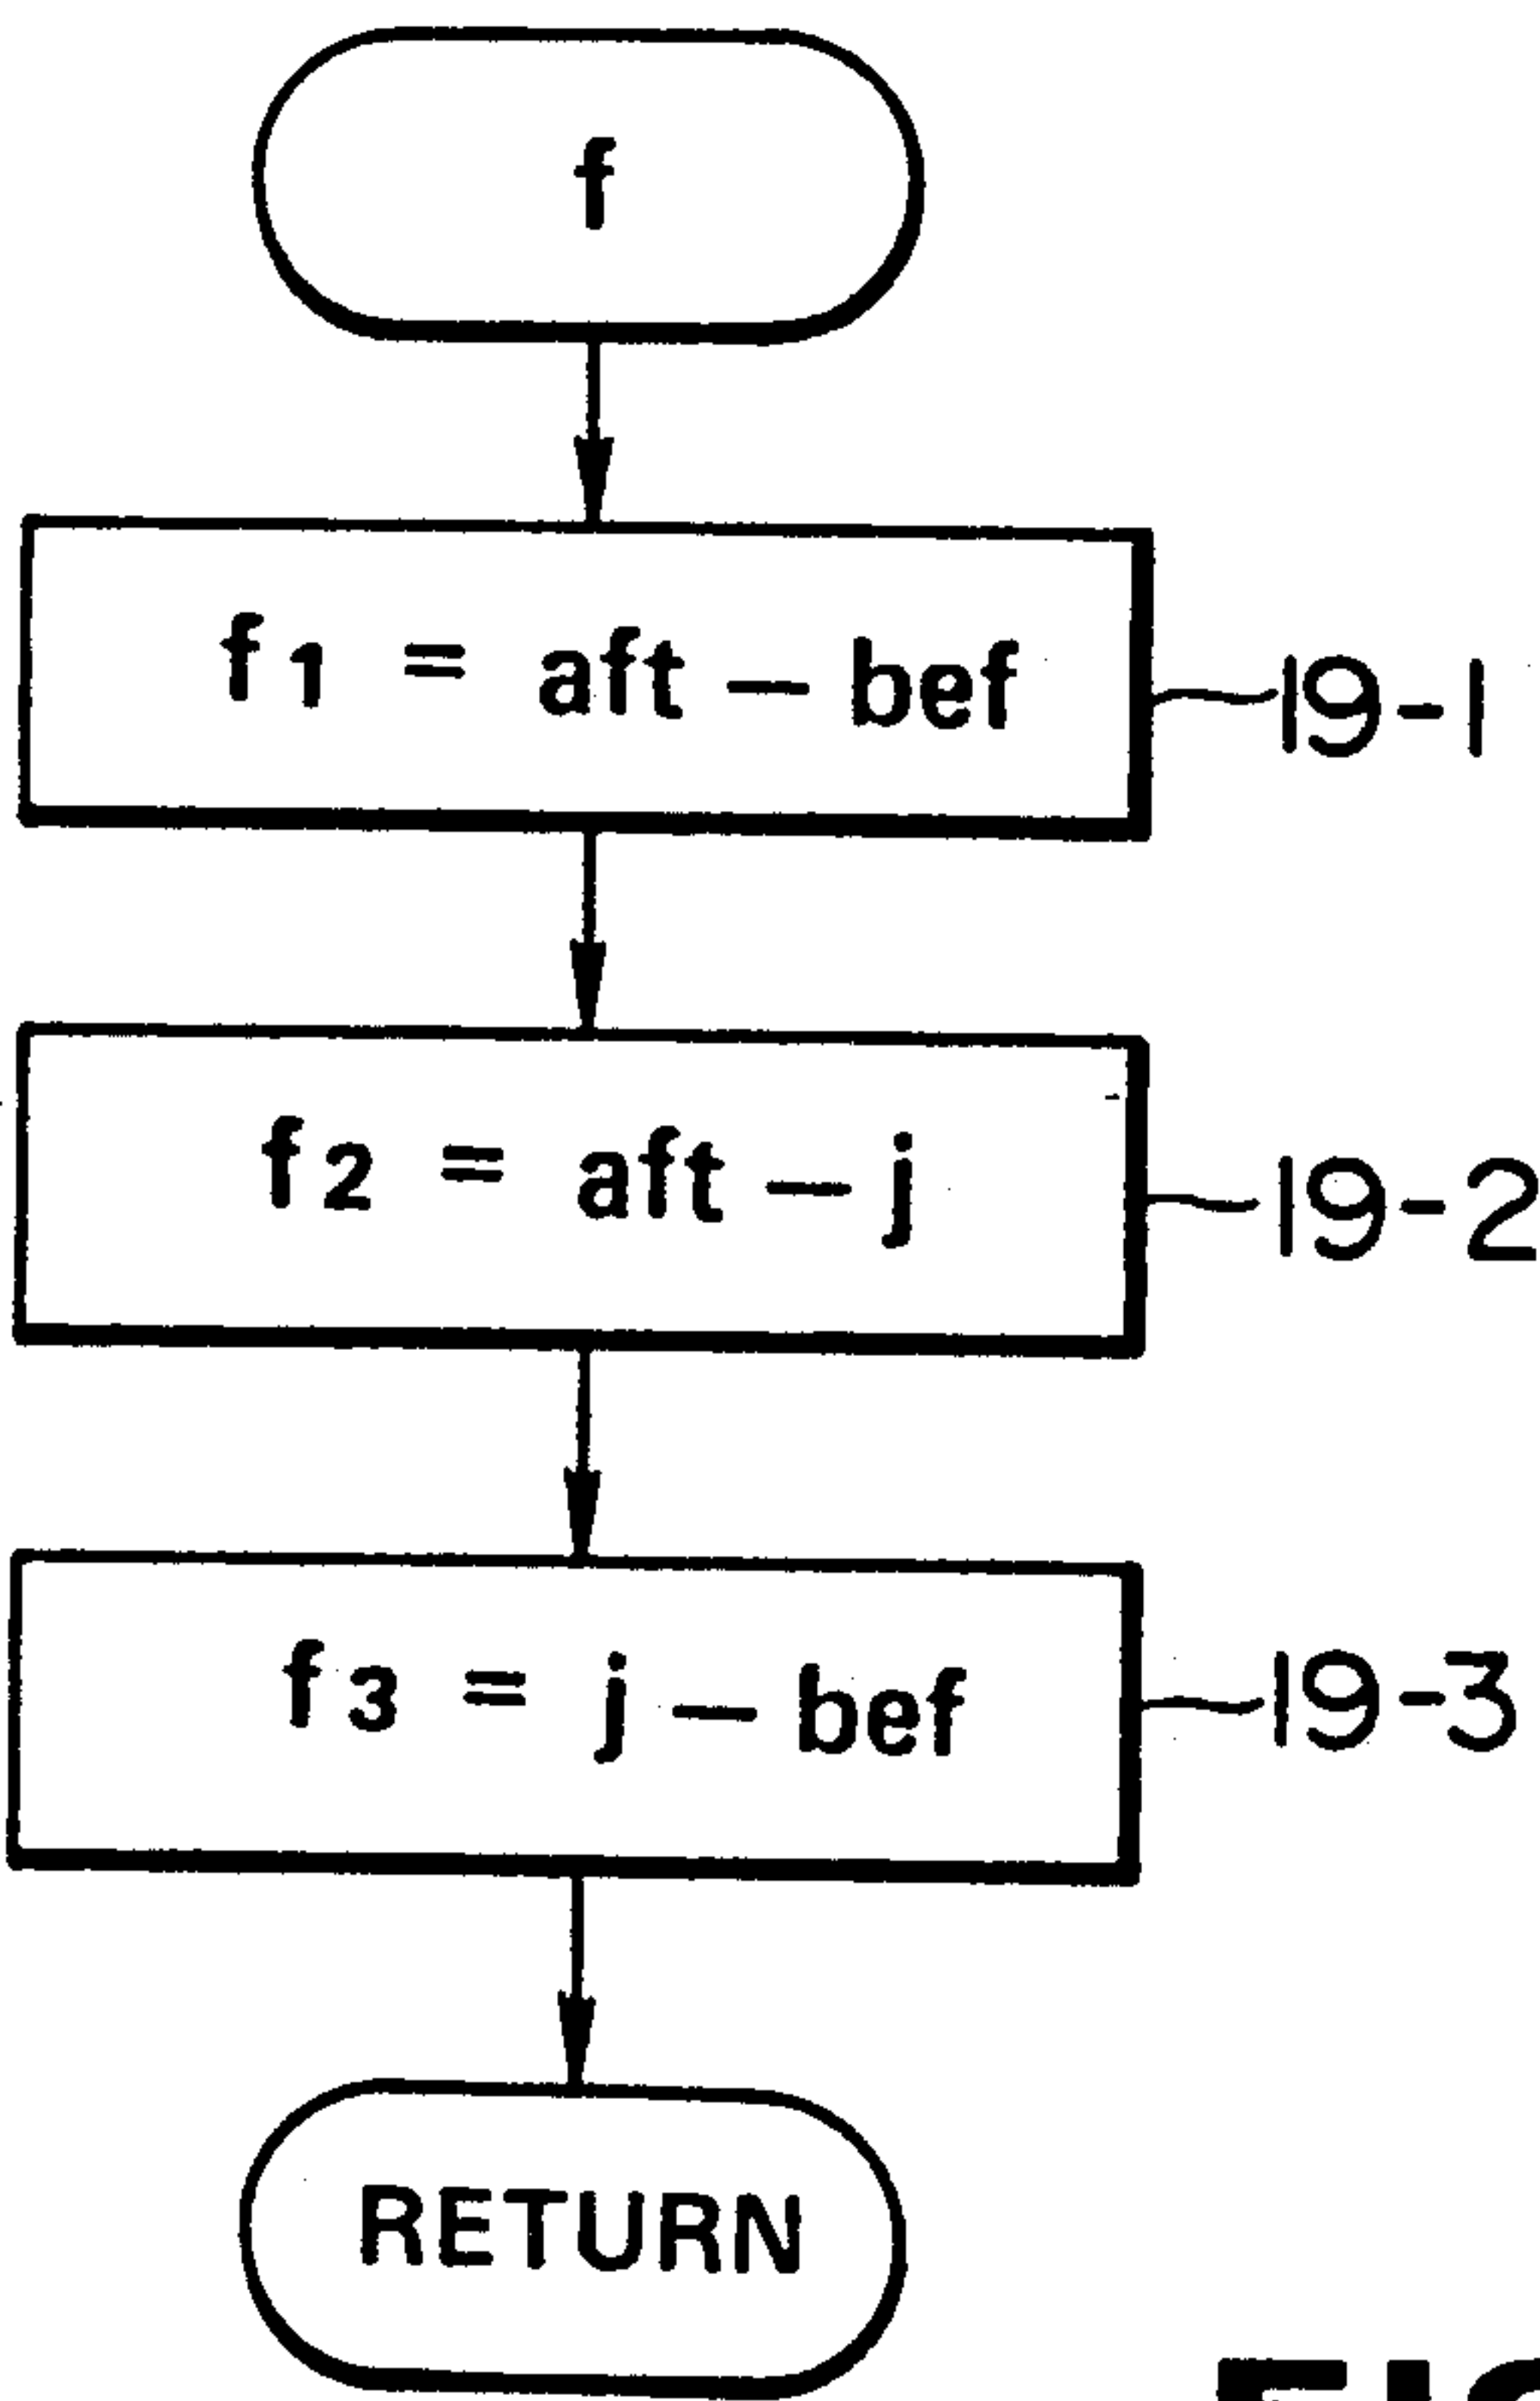 f
f1 = aft − bef
19-1
f2 = aft − j
19-2
f3 = j − bef
19-3
RETURN